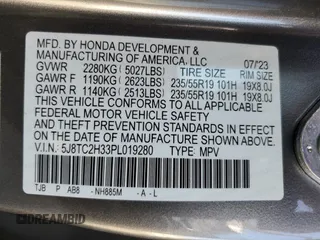 MFD. BY HONDA DEVELOPMENT &
MANUFACTURING OF AMERICA, LLC 07/23
GVWR 2280KG (5027LBS) TIRE SIZE RIM SIZE
GAWR F 1190KG (2623LBS) 235/55R19 101H 19X8.0J
GAWR R 1140KG (2513LBS) 235/55R19 101H 19X8.0J
THIS VEHICLE CONFORMS TO ALL APPLICABLE
FEDERAL MOTOR VEHICLE SAFETY
STANDARDS IN EFFECT ON THE DATE OF
MANUFACTURE SHOWN ABOVE.
V.I.N.: 5J8TC2H33PL019280 TYPE: MPV
TJB P AB8 - NH885M - A - L
DREAMBID